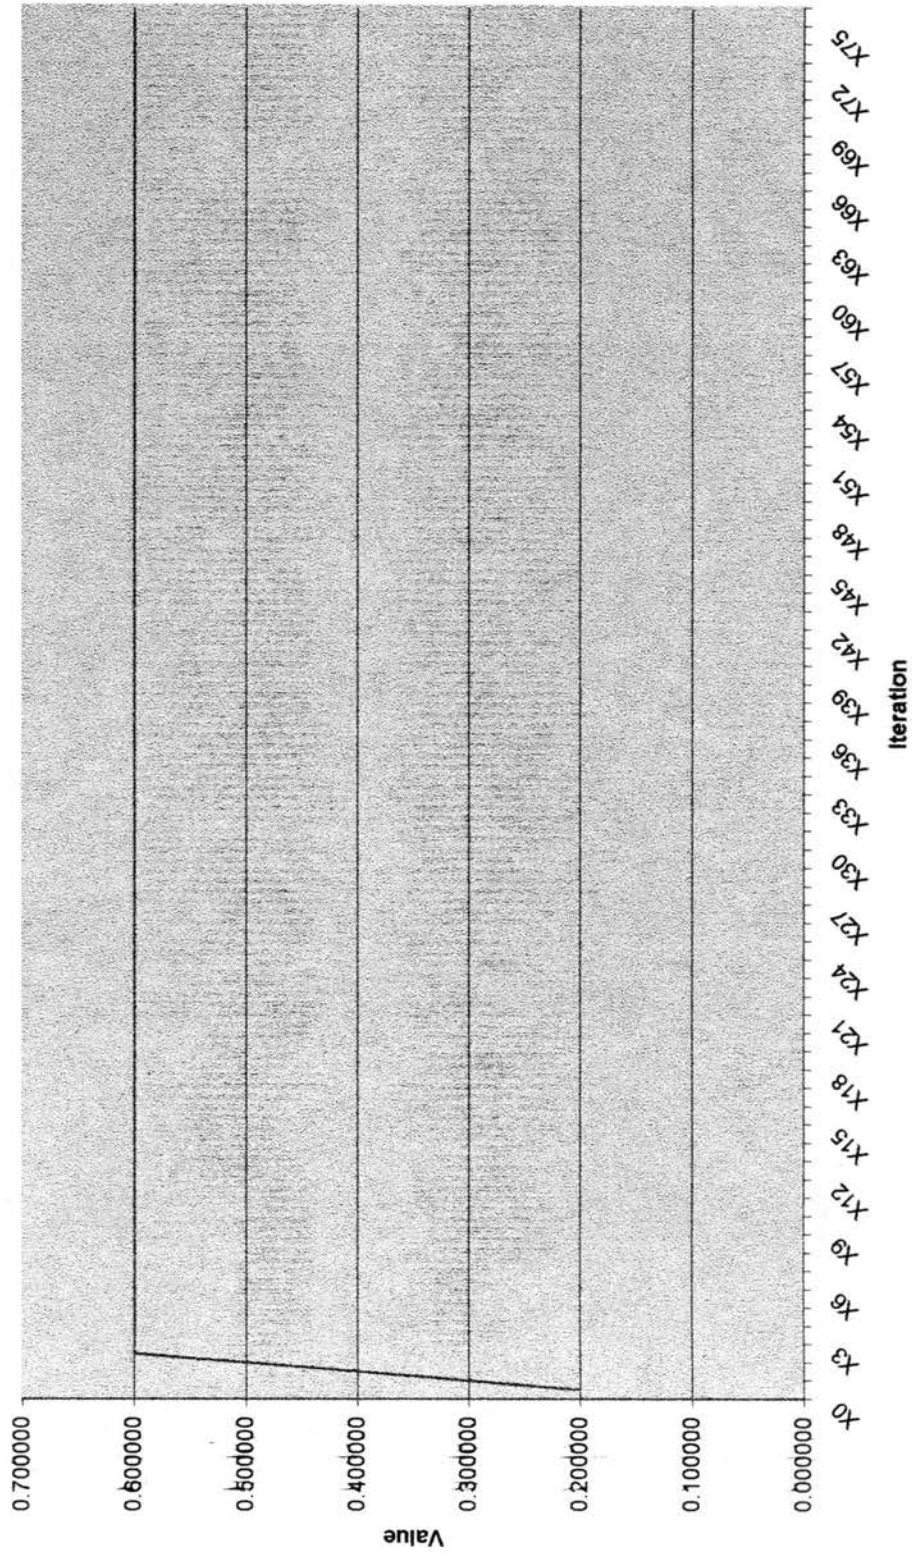 Value
0.700000
0.600000
0.500000
0.400000
0.300000
0.200000
0.100000
0.000000
X0
X3
X6
X9
X12
X15
X18
X21
X24
X27
X30
X33
X36
X39
X42
X45
X48
X51
X54
X57
X60
X63
X66
X69
X72
X75
Iteration